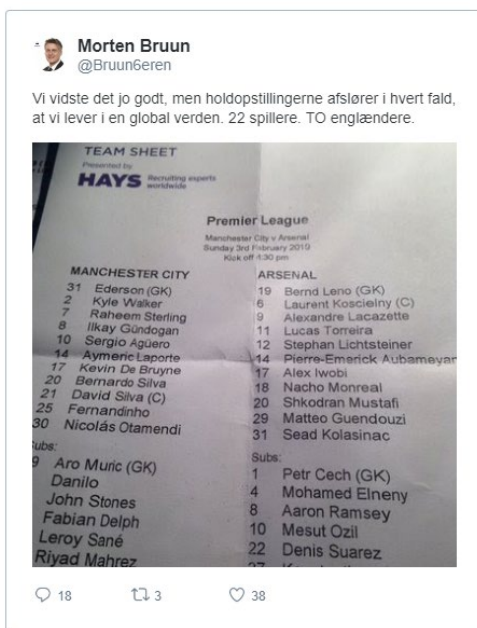 Morten Bruun
@Bruun6eren
Vi vidste det jo godt, men holdopstillingerne afslører i hvert fald,
at vi lever i en global verden. 22 spillere. TO englændere.
TEAM SHEET
Presented by
HAYS Recruiting experts
worldwide
Premier League
Manchester City v Arsenal
Sunday 3rd February 2019
Kick off 4:30 pm
MANCHESTER CITY
31 Ederson (GK)
2 Kyle Walker
7 Raheem Sterling
8 Ilkay Gündogan
10 Sergio Agüero
14 Aymeric Laporte
17 Kevin De Bruyne
20 Bernardo Silva
21 David Silva (C)
25 Fernandinho
30 Nicolás Otamendi
Subs:
9 Aro Muric (GK)
Danilo
John Stones
Fabian Delph
Leroy Sané
Riyad Mahrez
ARSENAL
19 Bernd Leno (GK)
6 Laurent Koscielny (C)
9 Alexandre Lacazette
11 Lucas Torreira
12 Stephan Lichtsteiner
14 Pierre-Emerick Aubameyan
17 Alex Iwobi
18 Nacho Monreal
20 Shkodran Mustafi
29 Matteo Guendouzi
31 Sead Kolasinac
Subs:
1 Petr Cech (GK)
4 Mohamed Elneny
8 Aaron Ramsey
10 Mesut Ozil
22 Denis Suarez
18 3 38